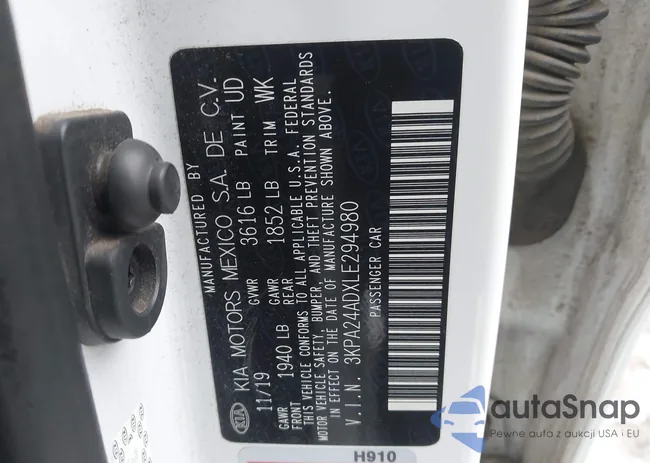 KIA
MANUFACTURED BY
KIA MOTORS MEXICO S.A. DE C.V.
11/19 GVWR 3616 LB PAINT UD
GAWR FRONT 1940 LB GAWR REAR 1852 LB TRIM WK
THIS VEHICLE CONFORMS TO ALL APPLICABLE U.S.A. FEDERAL
MOTOR VEHICLE SAFETY, BUMPER, AND THEFT PREVENTION STANDARDS
IN EFFECT ON THE DATE OF MANUFACTURE SHOWN ABOVE.
V.I.N. 3KPA24ADXLE294980
PASSENGER CAR
H910
autaSnap
Pewne auta z aukcji USA i EU